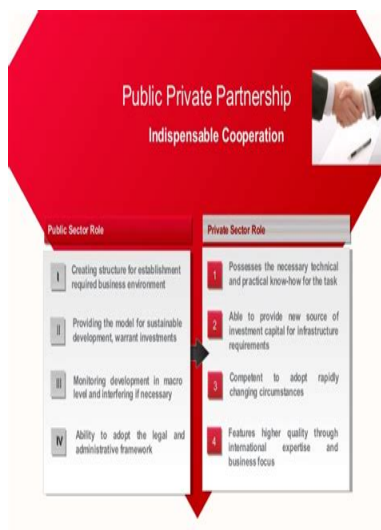 Public Private Partnership
Indispensable Cooperation
Public Sector Role
I
Creating structure for establishment
required business environment
II
Providing the model for sustainable
development, warrant investments
III
Monitoring development in macro
level and interfering if necessary
IV
Ability to adopt the legal and
administrative framework
Private Sector Role
1
Possesses the necessary technical
and practical know-how for the task
2
Able to provide new source of
investment capital for infrastructure
requirements
3
Competent to adopt rapidly
changing circumstances
4
Features higher quality through
international expertise and
business focus